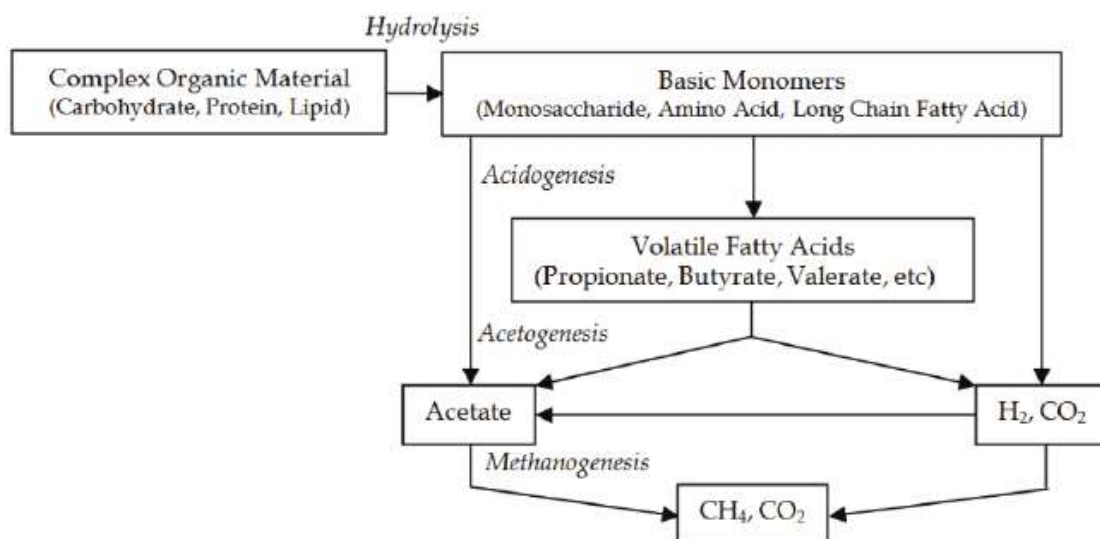 Hydrolysis
Complex Organic Material
(Carbohydrate, Protein, Lipid)
Basic Monomers
(Monosaccharide, Amino Acid, Long Chain Fatty Acid)
Acidogenesis
Volatile Fatty Acids
(Propionate, Butyrate, Valerate, etc)
Acetogenesis
Acetate
H₂, CO₂
Methanogenesis
CH₄, CO₂